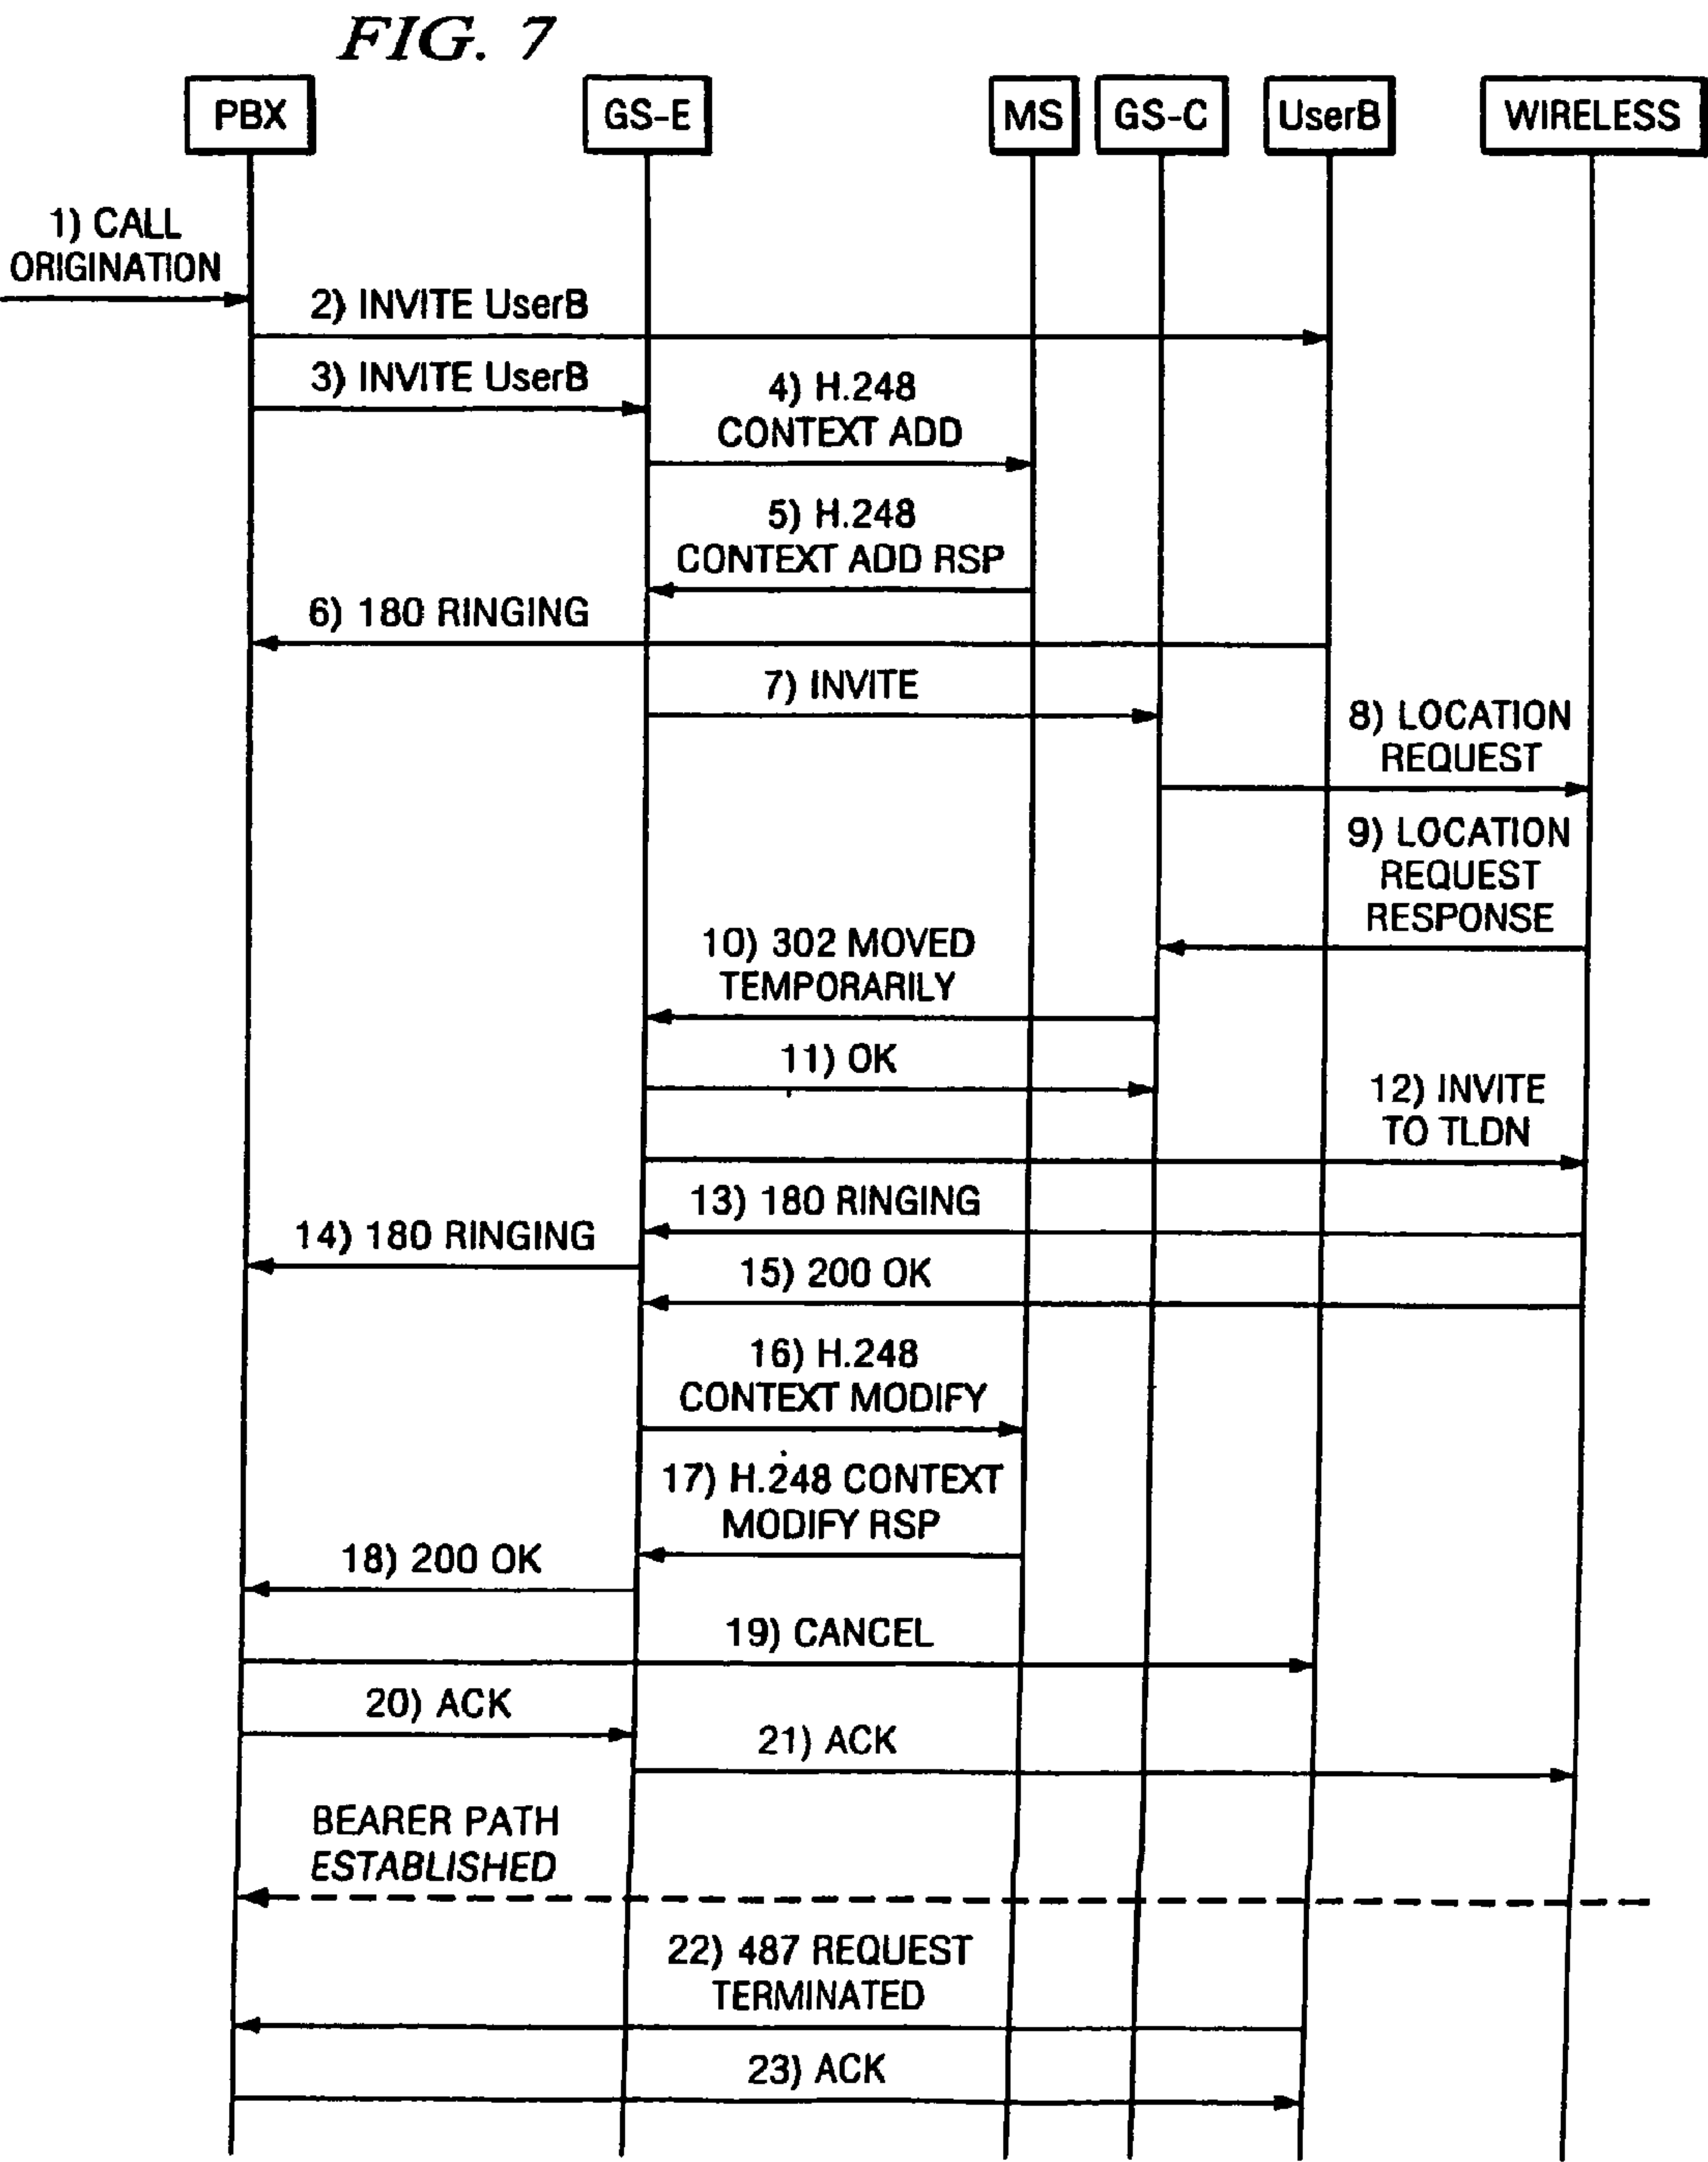 FIG. 7
PBX
GS-E
MS
GS-C
UserB
WIRELESS
1) CALL
ORIGINATION
2) INVITE UserB
3) INVITE UserB
4) H.248
CONTEXT ADD
5) H.248
CONTEXT ADD RSP
6) 180 RINGING
7) INVITE
8) LOCATION
REQUEST
9) LOCATION
REQUEST
RESPONSE
10) 302 MOVED
TEMPORARILY
11) OK
12) INVITE
TO TLDN
13) 180 RINGING
14) 180 RINGING
15) 200 OK
16) H.248
CONTEXT MODIFY
17) H.248 CONTEXT
MODIFY RSP
18) 200 OK
19) CANCEL
20) ACK
21) ACK
BEARER PATH
ESTABLISHED
22) 487 REQUEST
TERMINATED
23) ACK